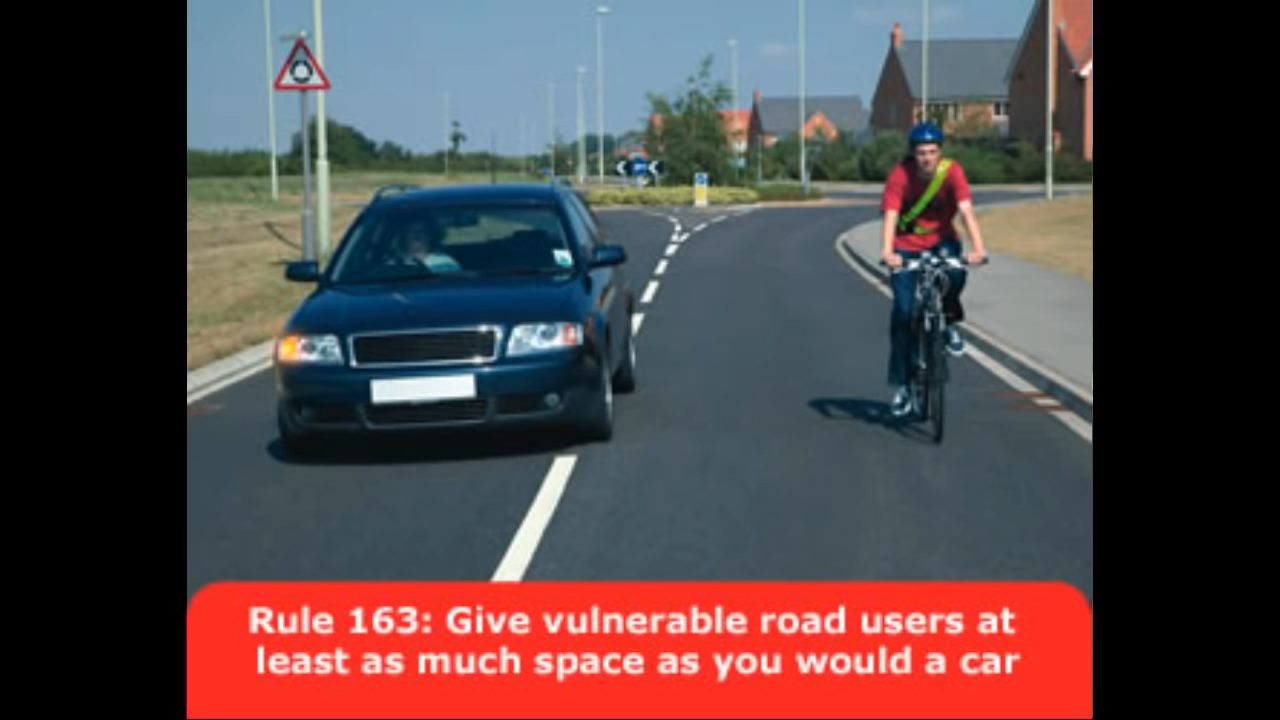 Rule 163: Give vulnerable road users at
least as much space as you would a car